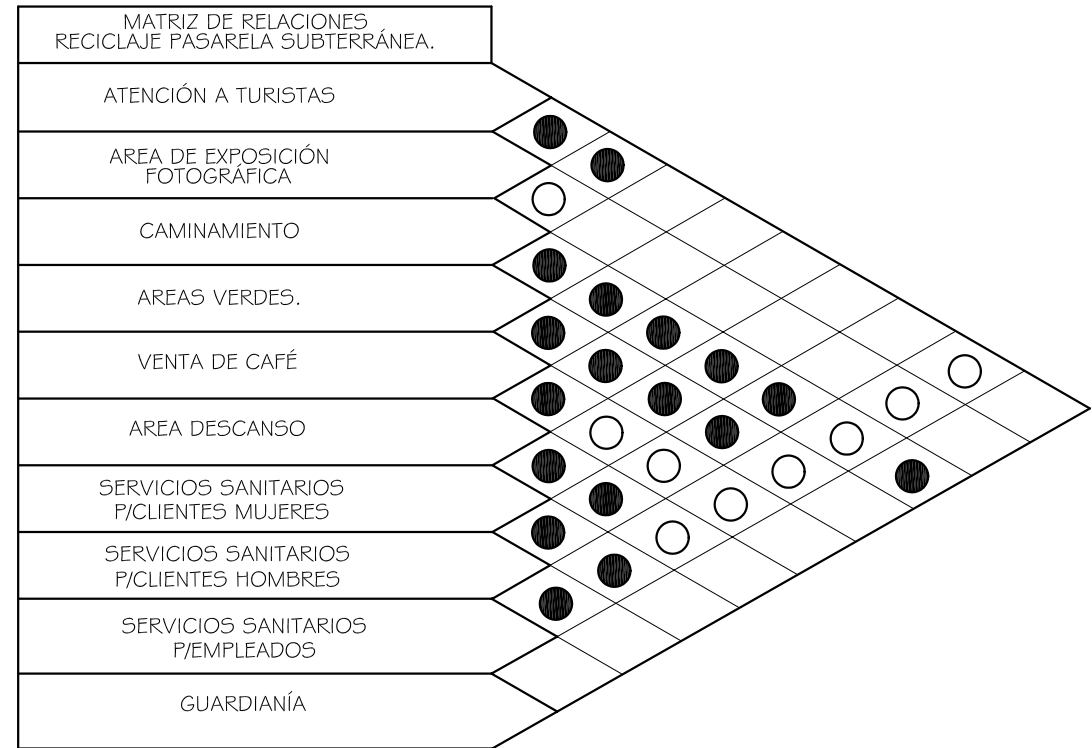 MATRIZ DE RELACIONES
RECICLAJE PASARELA SUBTERRÁNEA.
ATENCIÓN A TURISTAS
AREA DE EXPOSICIÓN
FOTOGRÁFICA
CAMINAMIENTO
AREAS VERDES.
VENTA DE CAFÉ
AREA DESCANSO
SERVICIOS SANITARIOS
P/CLIENTES MUJERES
SERVICIOS SANITARIOS
P/CLIENTES HOMBRES
SERVICIOS SANITARIOS
P/EMPLEADOS
GUARDIANÍA